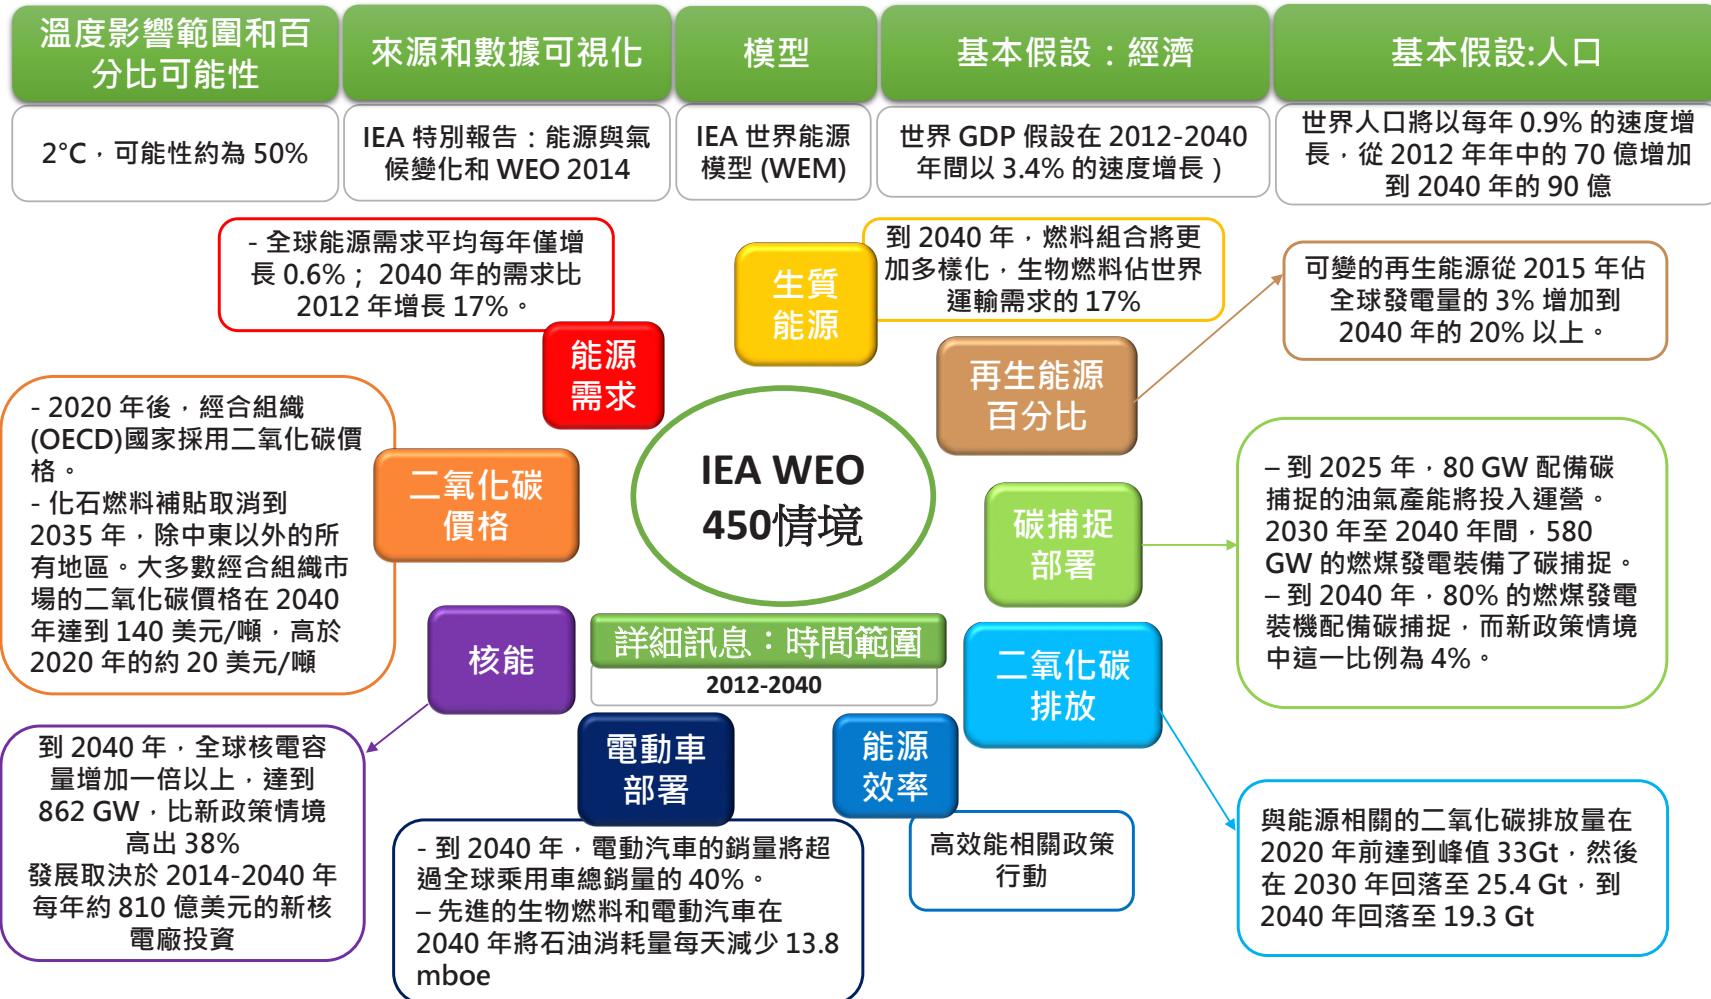 溫度影響範圍和百
分比可能性
來源和數據可視化
模型
基本假設：經濟
基本假設:人口
2°C，可能性約為 50%
IEA 特別報告：能源與氣
候變化和 WEO 2014
IEA 世界能源
模型 (WEM)
世界 GDP 假設在 2012-2040
年間以 3.4% 的速度增長）
世界人口將以每年 0.9% 的速度增
長，從 2012 年年中的 70 億增加
到 2040 年的 90 億
- 全球能源需求平均每年僅增
長 0.6%； 2040 年的需求比
2012 年增長 17%。
能源
需求
生質
能源
到 2040 年，燃料組合將更
加多樣化，生物燃料佔世界
運輸需求的 17%
再生能源
百分比
可變的再生能源從 2015 年佔
全球發電量的 3% 增加到
2040 年的 20% 以上。
- 2020 年後，經合組織
(OECD)國家採用二氧化碳價
格。
- 化石燃料補貼取消到
2035 年，除中東以外的所
有地區。大多數經合組織市
場的二氧化碳價格在 2040
年達到 140 美元/噸，高於
2020 年的約 20 美元/噸
二氧化碳
價格
IEA WEO
450情境
碳捕捉
部署
– 到 2025 年，80 GW 配備碳
捕捉的油氣產能將投入運營。
2030 年至 2040 年間，580
GW 的燃煤發電裝備了碳捕捉。
– 到 2040 年，80% 的燃煤發電
裝機配備碳捕捉，而新政策情境
中這一比例為 4%。
核能
詳細訊息：時間範圍
2012-2040
二氧化碳
排放
到 2040 年，全球核電容
量增加一倍以上，達到
862 GW，比新政策情境
高出 38%
發展取決於 2014-2040 年
每年約 810 億美元的新核
電廠投資
電動車
部署
- 到 2040 年，電動汽車的銷量將超
過全球乘用車總銷量的 40%。
– 先進的生物燃料和電動汽車在
2040 年將石油消耗量每天減少 13.8
mboe
能源
效率
高效能相關政策
行動
與能源相關的二氧化碳排放量在
2020 年前達到峰值 33Gt，然後
在 2030 年回落至 25.4 Gt，到
2040 年回落至 19.3 Gt